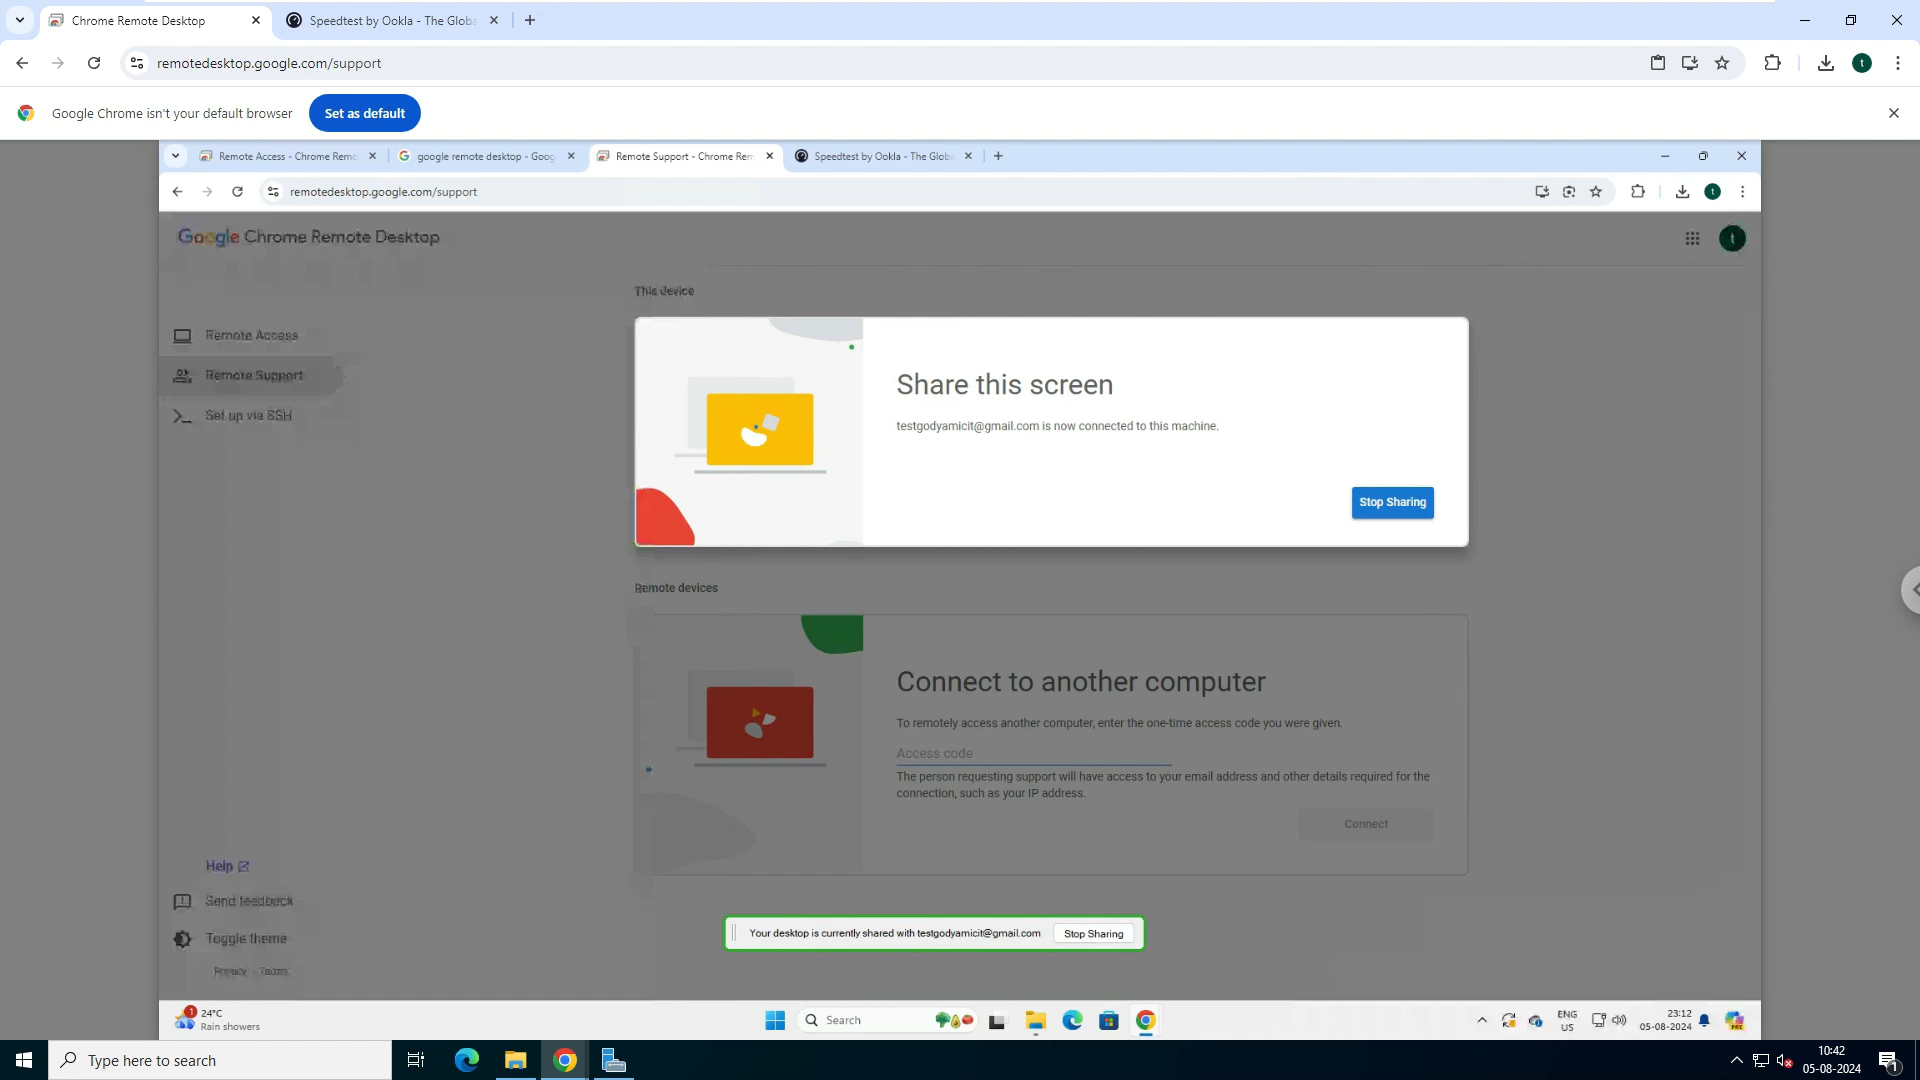 Chrome Remote Desktop
Speedtest by Ookla - The Globa
remotedesktop.google.com/support
Google Chrome isn't your default browser
Set as default
Remote Access - Chrome Remo
google remote desktop - Goog
Remote Support - Chrome Rem
Speedtest by Ookla - The Globa
remotedesktop.google.com/support
t
Google Chrome Remote Desktop
t
This device
Remote Access
Remote Support
Set up via SSH
Share this screen
testgodyamicit@gmail.com is now connected to this machine.
Stop Sharing
Remote devices
Connect to another computer
To remotely access another computer, enter the one-time access code you were given.
Access code
The person requesting support will have access to your email address and other details required for the
connection, such as your IP address.
Connect
Help
Send feedback
Toggle theme
Privacy Terms
Your desktop is currently shared with testgodyamicit@gmail.com
Stop Sharing
1
24°C
Rain showers
Search
ENG
US
23:12
05-08-2024
PRE
Type here to search
10:42
05-08-2024
1
t